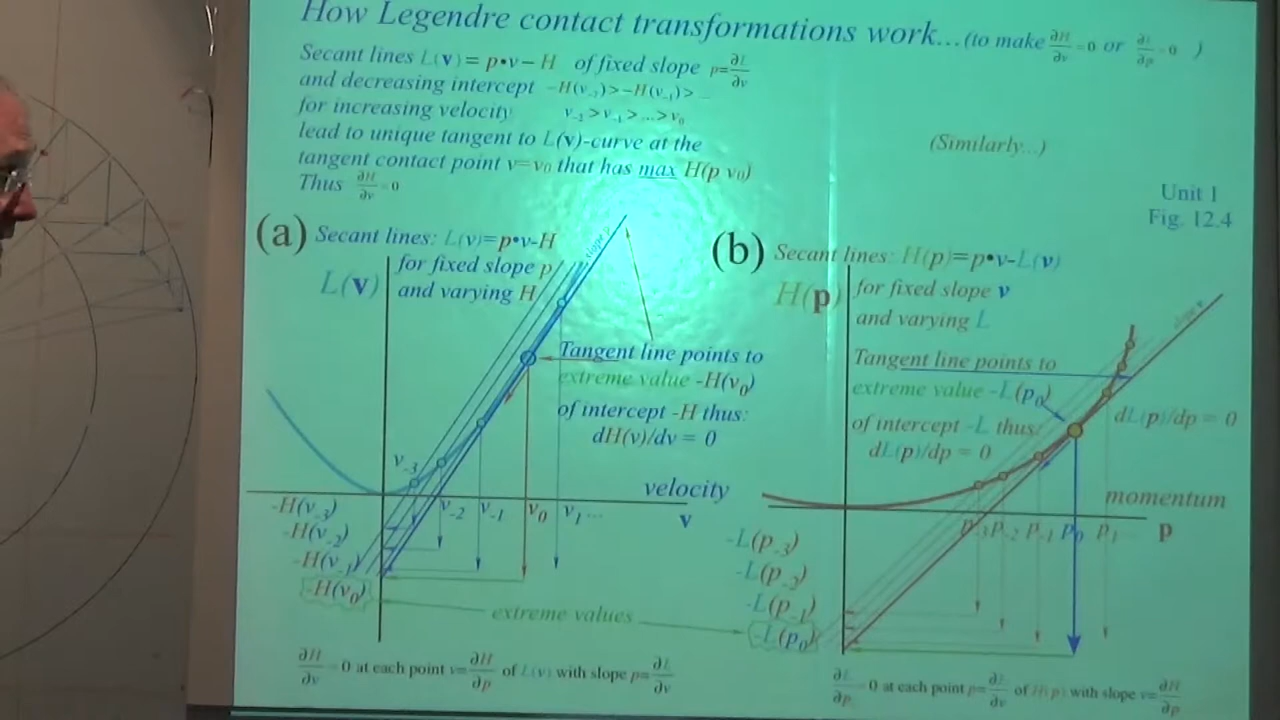 How Legendre contact transformations work...(to make ∂H/∂v=0 or ∂L/∂p=0 )
Secant lines L(v)= p•v− H of fixed slope p=∂L/∂v
and decreasing intercept -H(v₋₂)>−H(v₋₁)>...
for increasing velocity v₋₂>v₋₁>...>v₀
lead to unique tangent to L(v)-curve at the
tangent contact point v=v₀ that has max H(p v₀)
Thus ∂H/∂v=0
(Similarly...)
Unit 1
Fig. 12.4
(a) Secant lines: L(v)=p•v-H
for fixed slope p
and varying H
L(v)
slope p
Tangent line points to
extreme value -H(v₀)
of intercept -H thus:
dH(v)/dv = 0
velocity
v
v₋₃
v₋₂ v₋₁ v₀ v₁...
-H(v₋₃)
-H(v₋₂)
-H(v₋₁)
-H(v₀)
extreme values
(b) Secant lines: H(p)=p•v-L(v)
for fixed slope v
and varying L
H(p)
slope v
Tangent line points to
extreme value -L(p₀)
of intercept -L thus:
dL(p)/dp = 0
dL(p)/dp = 0
momentum
p
p₋₃ p₋₂ p₋₁ p₀ p₁...
-L(p₋₃)
-L(p₋₂)
-L(p₋₁)
-L(p₀)
∂H/∂v=0 at each point v=∂H/∂p of L(v) with slope p=∂L/∂v
∂L/∂p=0 at each point p=∂L/∂v of H(p) with slope v=∂H/∂p